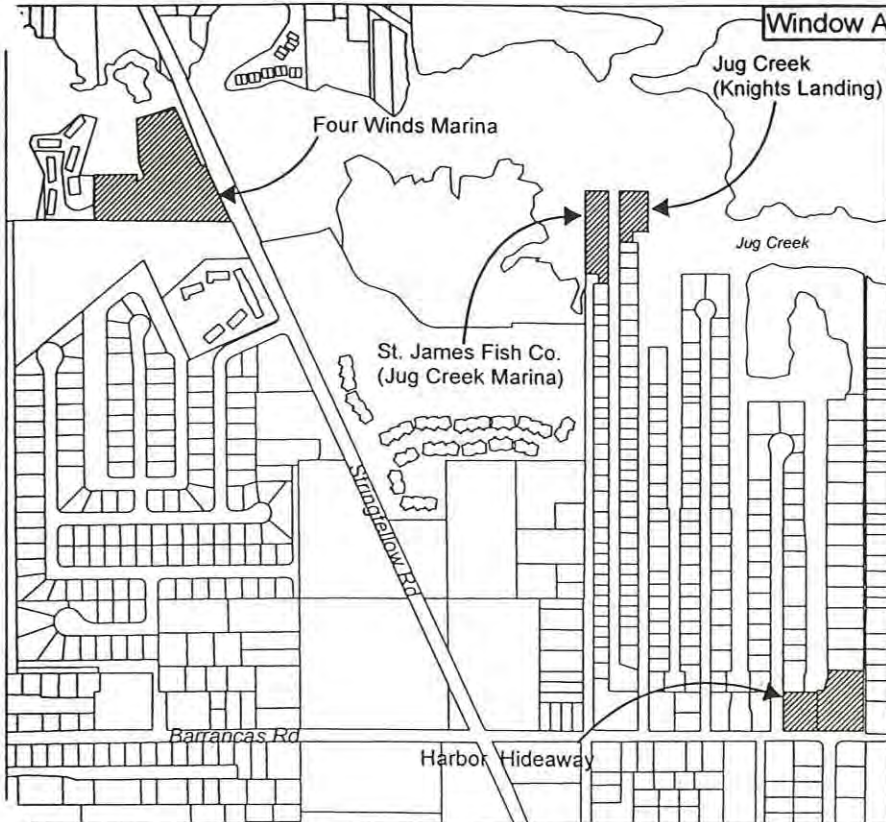 Window A
Jug Creek
(Knights Landing)
Four Winds Marina
Jug Creek
St. James Fish Co.
(Jug Creek Marina)
Stringfellow Rd
Barrancas Rd
Harbor Hideaway